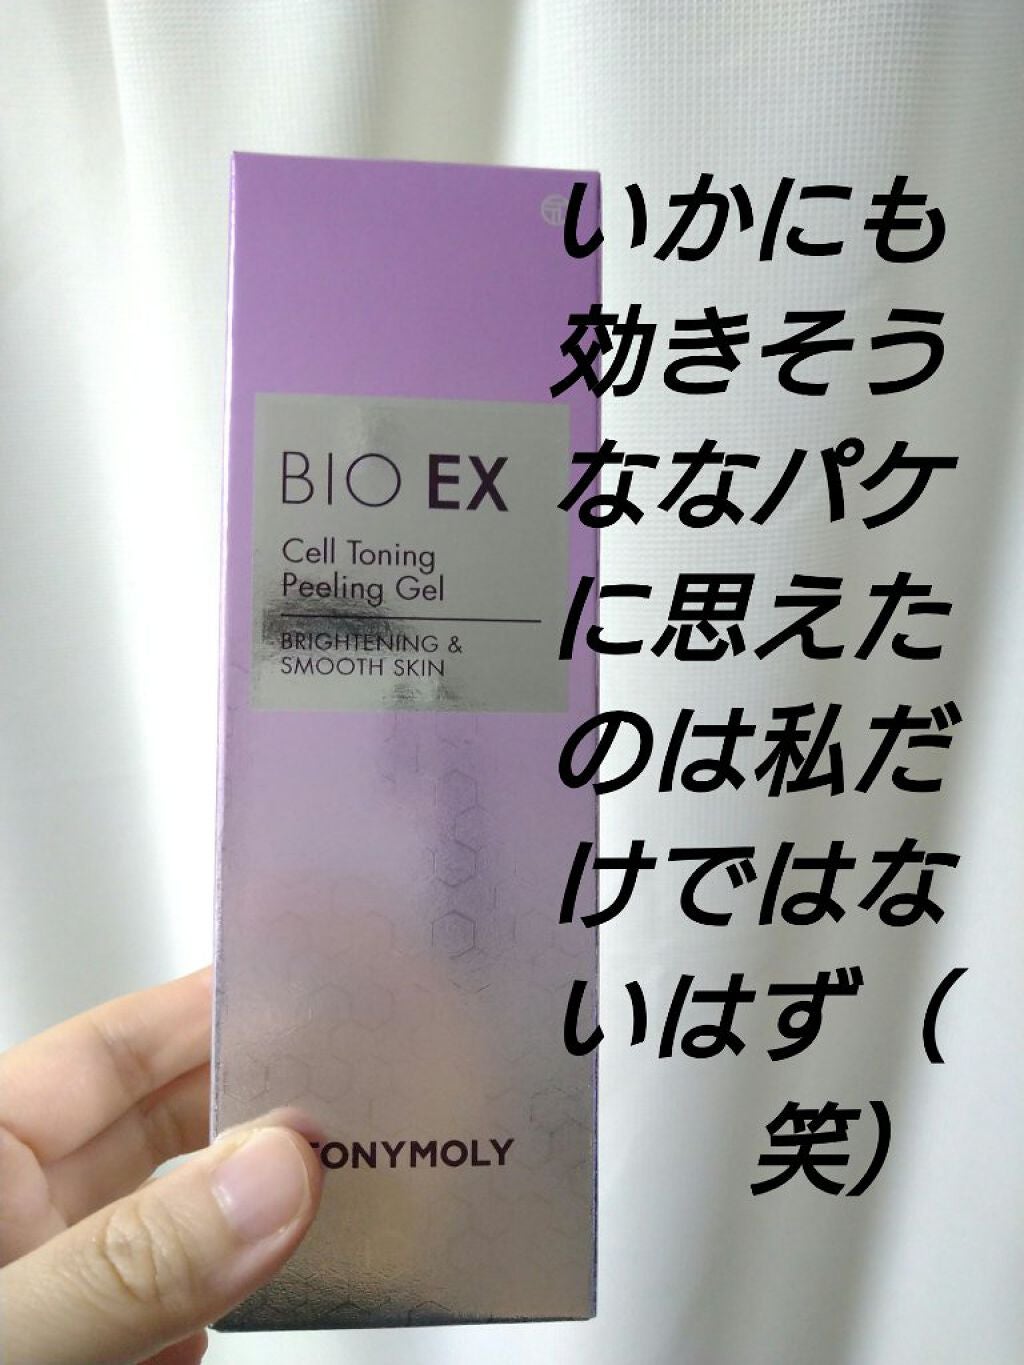 BIO EX
Cell Toning
Peeling Gel
BRIGHTENING &
SMOOTH SKIN
TONYMOLY
いかにも
効きそう
ななパケ
に思えた
のは私だ
けではな
いはず（
笑）